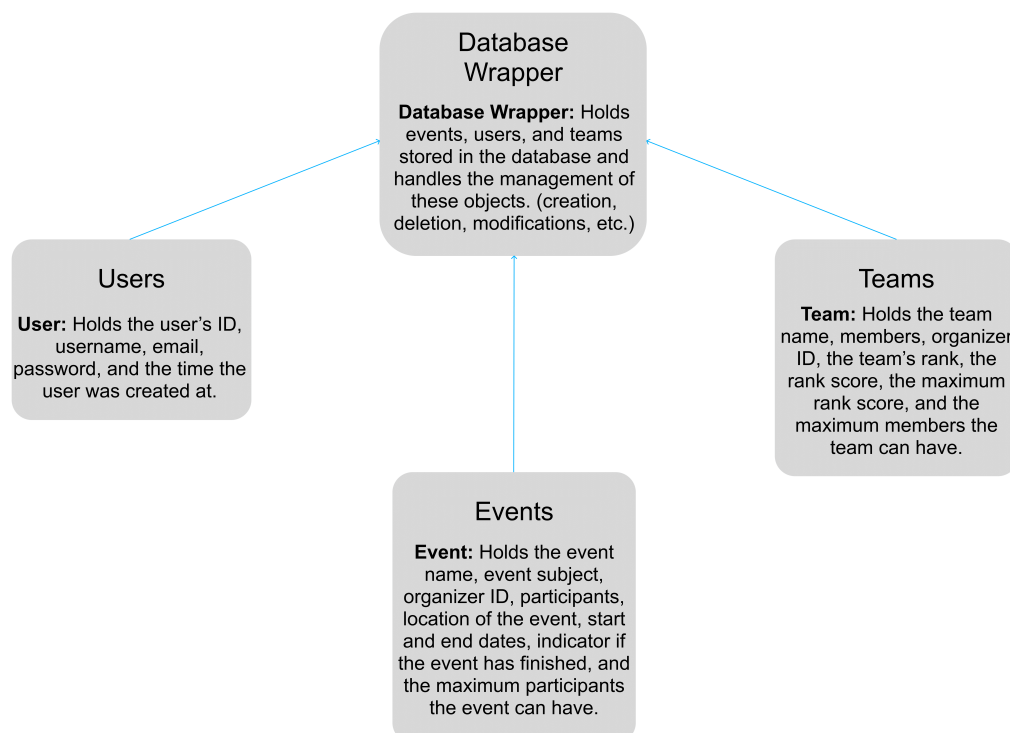 Database
Wrapper
Database Wrapper: Holds
events, users, and teams
stored in the database and
handles the management of
these objects. (creation,
deletion, modifications, etc.)
Users
User: Holds the user's ID,
username, email,
password, and the time the
user was created at.
Teams
Team: Holds the team
name, members, organizer
ID, the team's rank, the
rank score, the maximum
rank score, and the
maximum members the
team can have.
Events
Event: Holds the event
name, event subject,
organizer ID, participants,
location of the event, start
and end dates, indicator if
the event has finished, and
the maximum participants
the event can have.